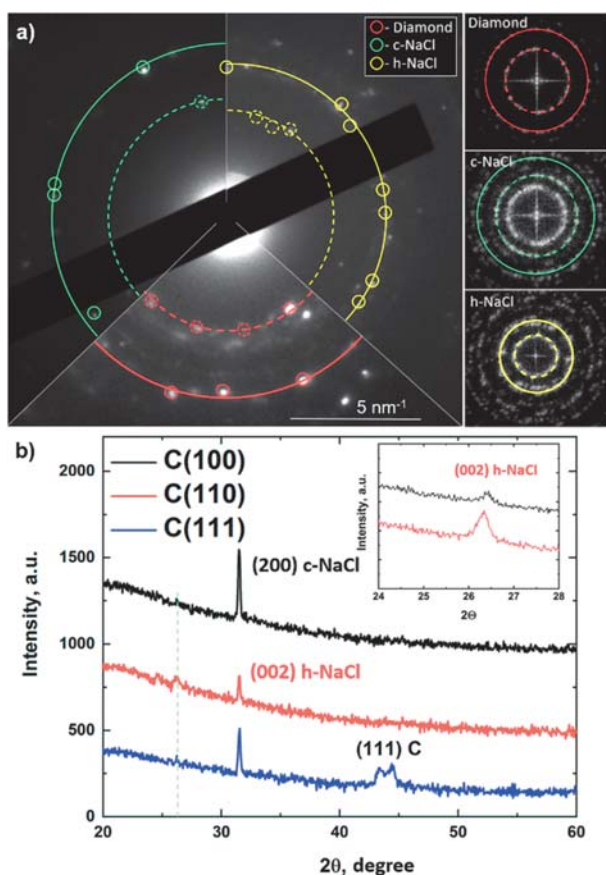 a)
- Diamond
- c-NaCl
- h-NaCl
5 nm⁻¹
Diamond
c-NaCl
h-NaCl
b)
2000
1500
1000
500
0
Intensity, a.u.
C(100)
C(110)
C(111)
(200) c-NaCl
(002) h-NaCl
(111) C
(002) h-NaCl
Intensity, a.u.
24 25 26 27 28
2Θ
20 30 40 50 60
2θ, degree